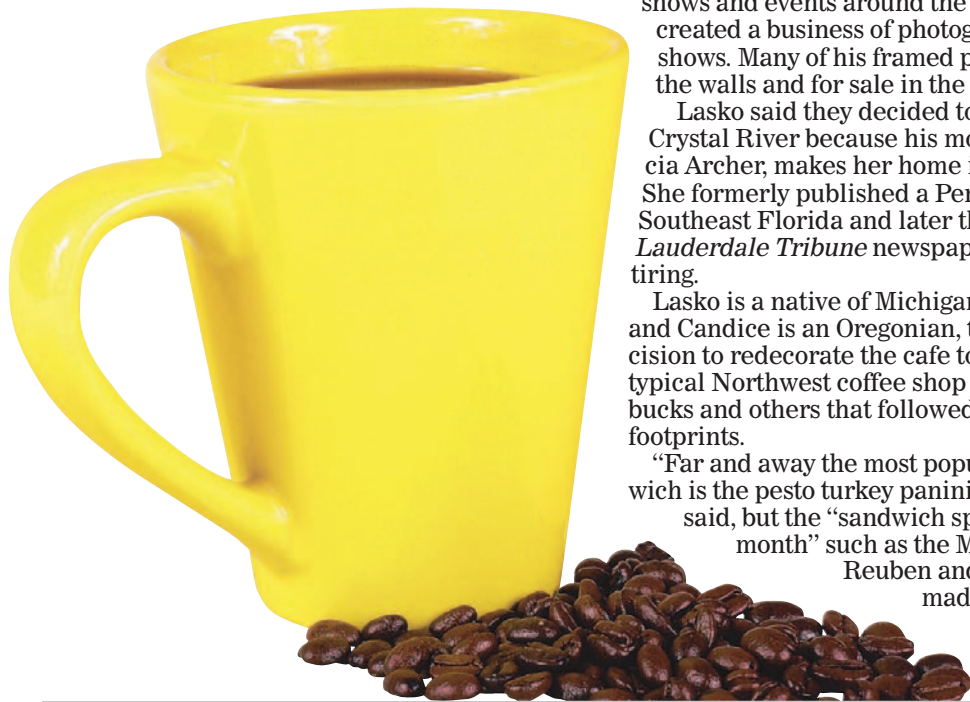 shows and events around the
created a business of photog
shows. Many of his framed p
the walls and for sale in the
Lasko said they decided to
Crystal River because his mo
cia Archer, makes her home
She formerly published a Per
Southeast Florida and later th
Lauderdale Tribune newspap
tiring.
Lasko is a native of Michigan
and Candice is an Oregonian, t
cision to redecorate the cafe to
typical Northwest coffee shop
bucks and others that followed
footprints.
“Far and away the most popu
wich is the pesto turkey panini
said, but the “sandwich sp
month” such as the M
Reuben and
mad